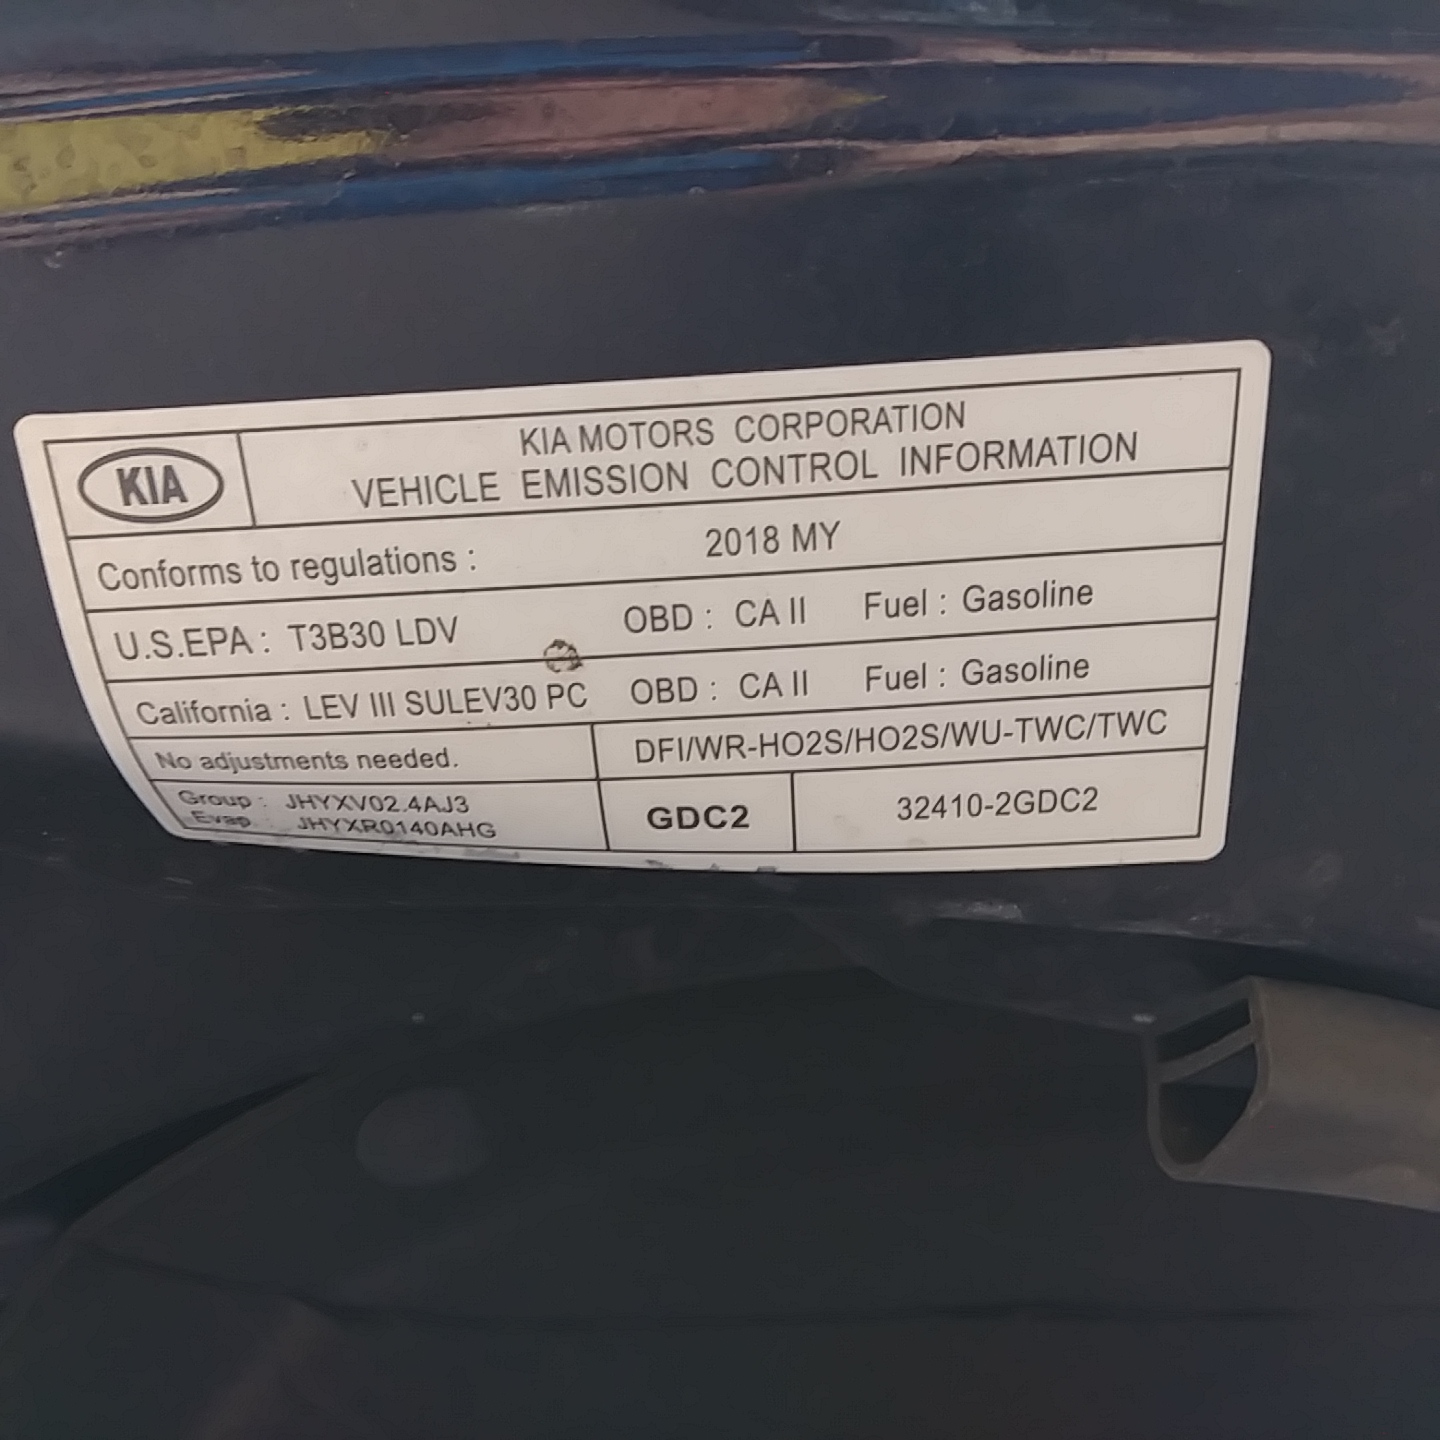 KIA
KIA MOTORS CORPORATION
VEHICLE EMISSION CONTROL INFORMATION
Conforms to regulations : 2018 MY
U.S.EPA : T3B30 LDV OBD : CA II Fuel : Gasoline
California : LEV III SULEV30 PC OBD : CA II Fuel : Gasoline
No adjustments needed. DFI/WR-HO2S/HO2S/WU-TWC/TWC
Group : JHYXV02.4AJ3
Evap : JHYXR0140AHG
GDC2
32410-2GDC2